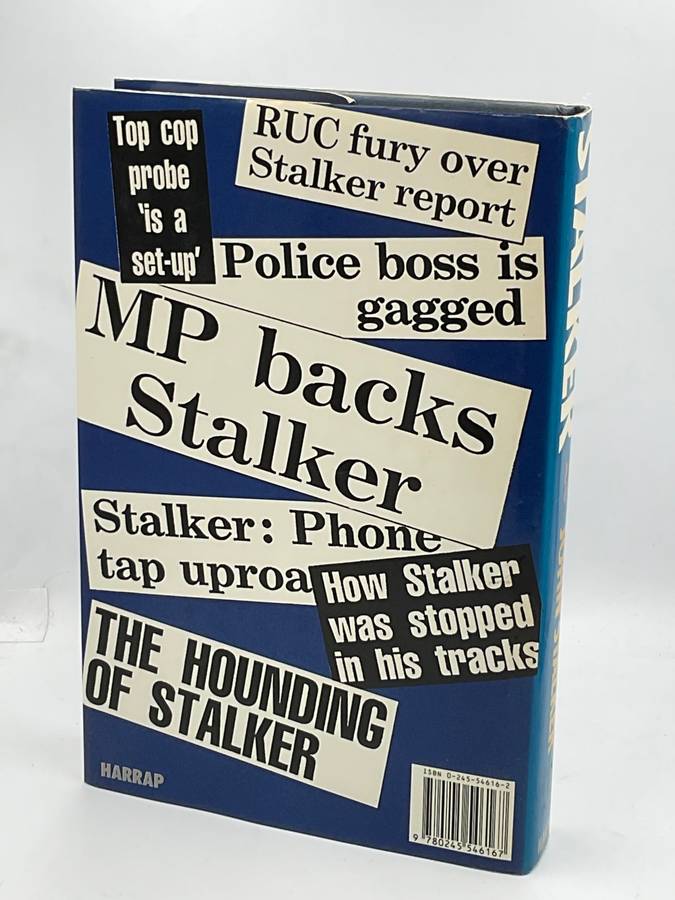 Top cop
probe
'is a
set-up'
RUC fury over
Stalker report
Police boss is
gagged
MP backs
Stalker
Stalker: Phone
tap uproa
How Stalker
was stopped
in his tracks
THE HOUNDING
OF STALKER
HARRAP
ISBN 0-245-54616-2
9 780245 546167
STALKER